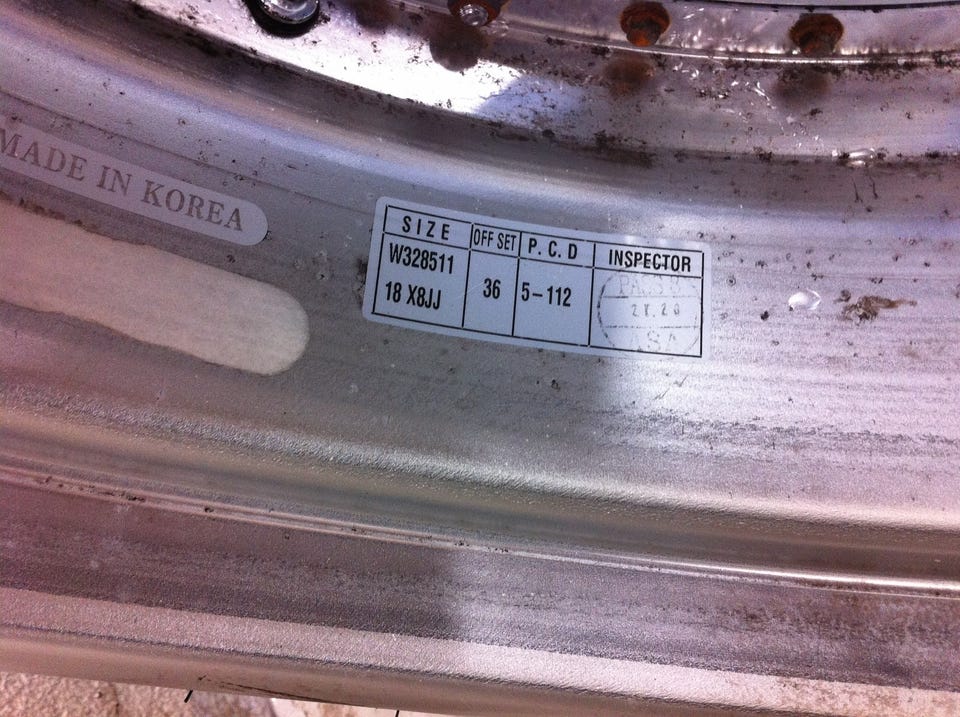 MADE IN KOREA
SIZE OFF SET P.C.D INSPECTOR
W328511
18 X8JJ 36 5-112